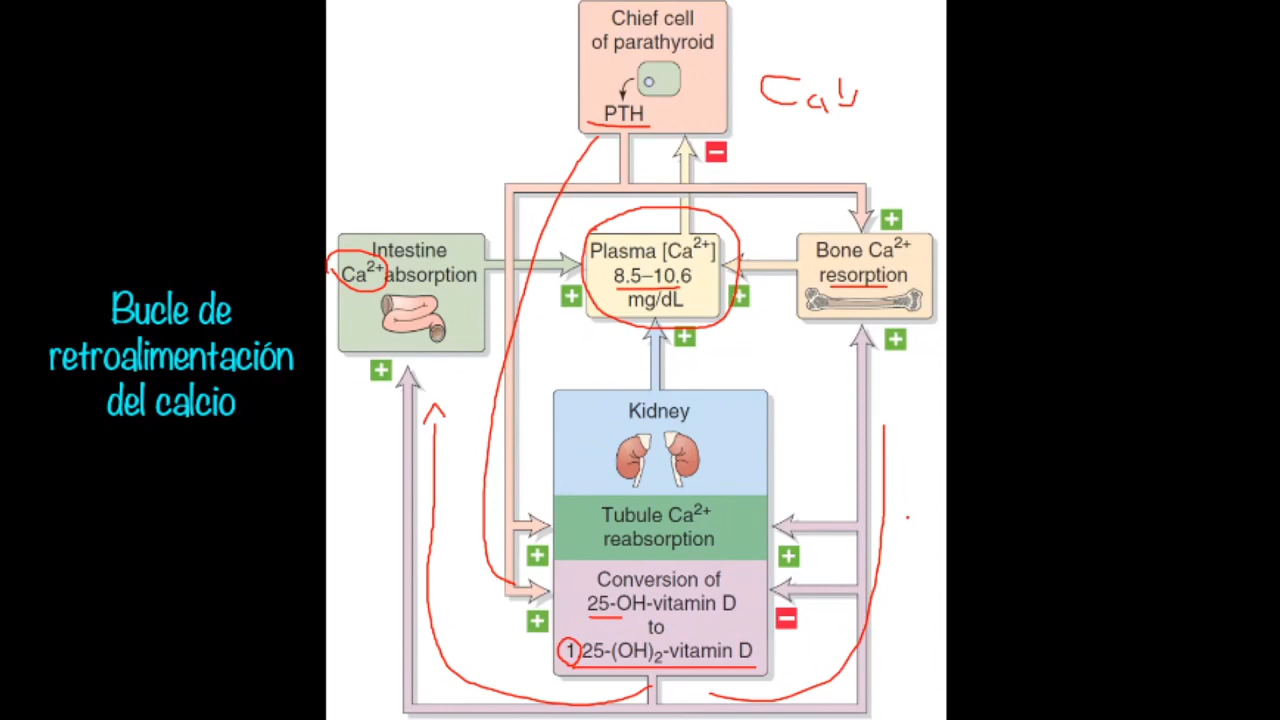 Chief cell
of parathyroid
PTH
Intestine
Ca2+ absorption
Plasma [Ca2+]
8.5–10.6
mg/dL
Bone Ca2+
resorption
Bucle de
retroalimentación
del calcio
Kidney
Tubule Ca2+
reabsorption
Conversion of
25-OH-vitamin D
to
1,25-(OH)2-vitamin D